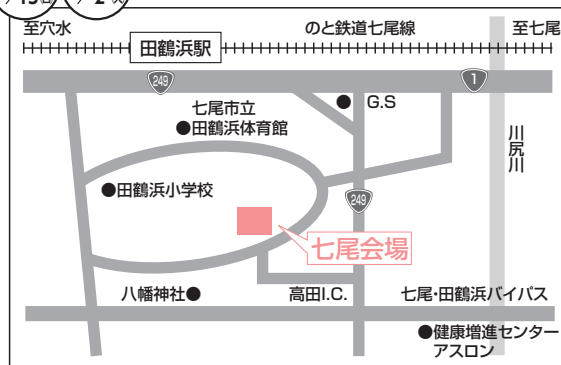 至穴水
のと鉄道七尾線
至七尾
田鶴浜駅
249
1
G.S
七尾市立
●田鶴浜体育館
川尻川
●田鶴浜小学校
249
七尾会場
八幡神社●
高田I.C.
七尾・田鶴浜バイパス
●健康増進センター
アスロン